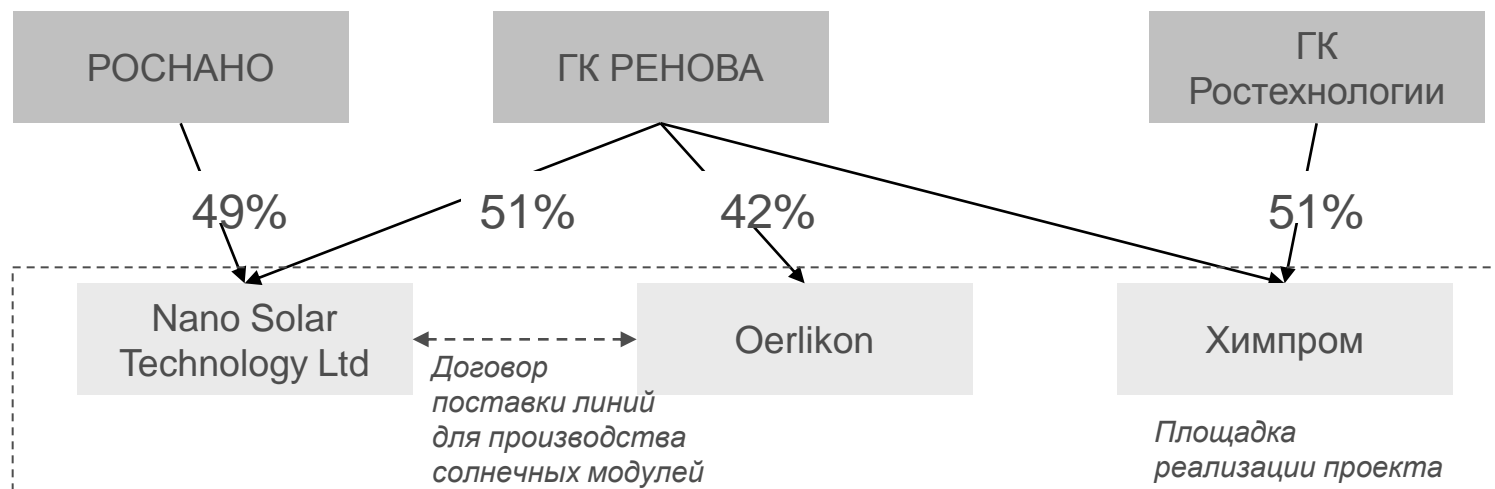 РОСНАНО
ГК РЕНОВА
ГК
Ростехнологии
49%
51%
42%
51%
Nano Solar
Technology Ltd
Oerlikon
Химпром
Договор
поставки линий
для производства
солнечных модулей
Площадка
реализации проекта